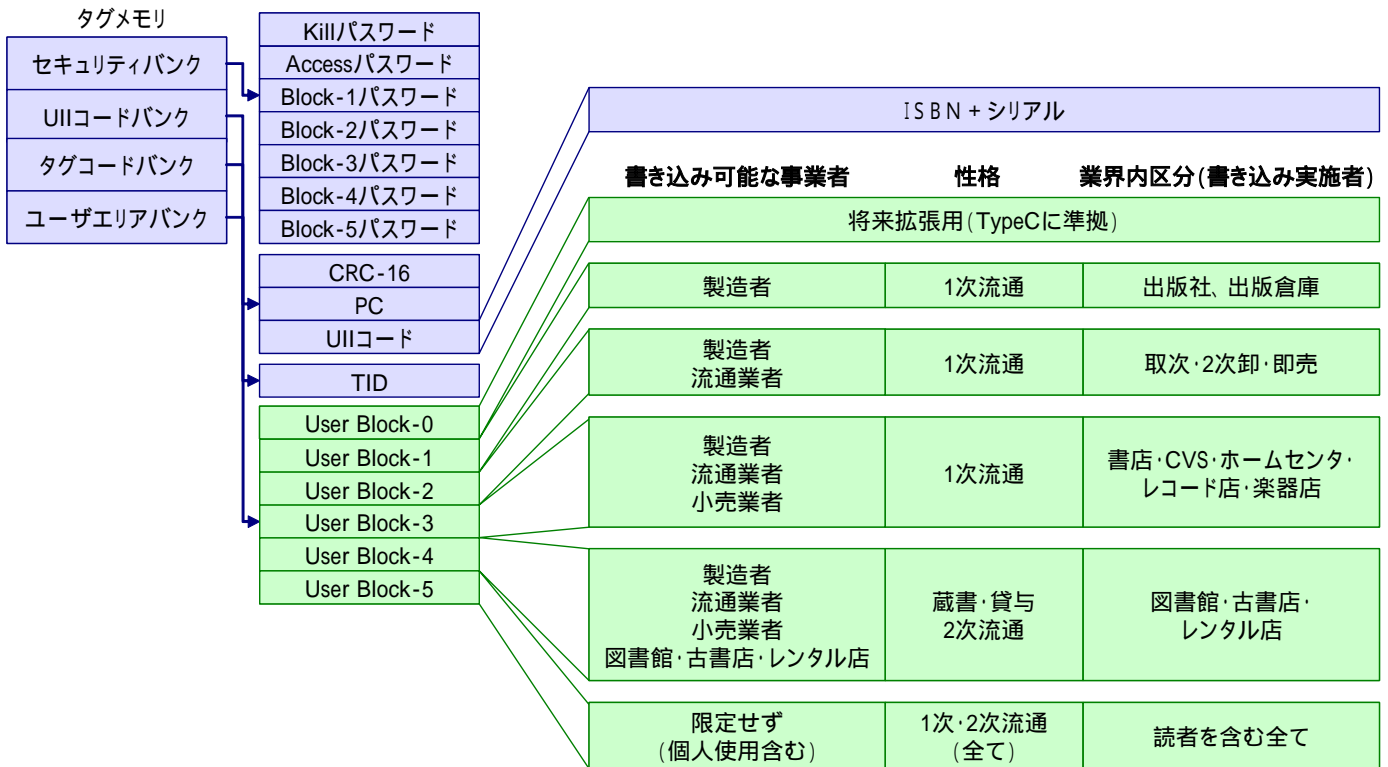 タグメモリ
セキュリティバンク
UIIコードバンク
タグコードバンク
ユーザエリアバンク
Killパスワード
Accessパスワード
Block-1パスワード
Block-2パスワード
Block-3パスワード
Block-4パスワード
Block-5パスワード
CRC-16
PC
UIIコード
TID
User Block-0
User Block-1
User Block-2
User Block-3
User Block-4
User Block-5
ISBN+シリアル
書き込み可能な事業者 性格 業界内区分(書き込み実施者)
将来拡張用(TypeCに準拠)
製造者 1次流通 出版社、出版倉庫
製造者
流通業者
1次流通
取次・2次卸・即売
製造者
流通業者
小売業者
1次流通
書店・CVS・ホームセンタ・
レコード店・楽器店
製造者
流通業者
小売業者
図書館・古書店・レンタル店
蔵書・貸与
2次流通
図書館・古書店・
レンタル店
限定せず
(個人使用含む)
1次・2次流通
(全て)
読者を含む全て